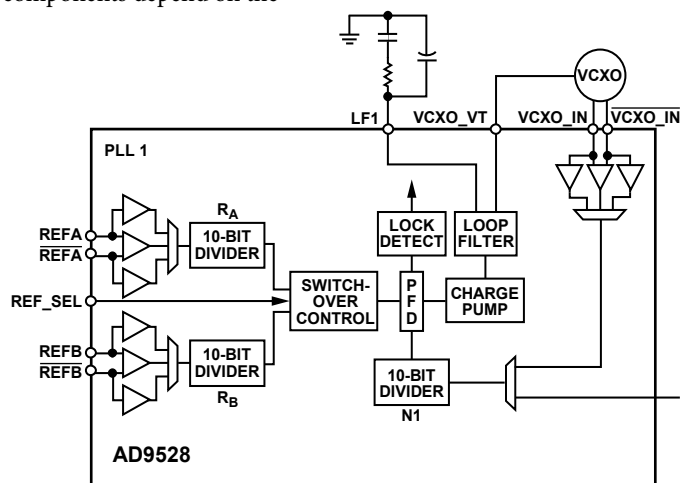 components depend on the
VCXO
LF1
VCXO_VT
VCXO_IN
VCXO_IN
PLL 1
REFA
REFA
RA
10-BIT
DIVIDER
LOCK
DETECT
LOOP
FILTER
REF_SEL
SWITCH-
OVER
CONTROL
P
F
D
CHARGE
PUMP
REFB
REFB
10-BIT
DIVIDER
RB
10-BIT
DIVIDER
N1
AD9528